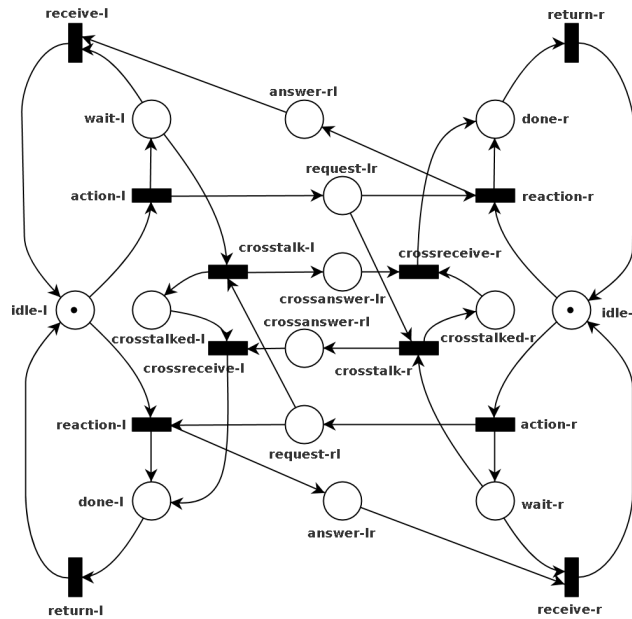 receive-l
return-r
answer-rl
wait-l
done-r
request-lr
action-l
reaction-r
crosstalk-l
crossreceive-r
crossanswer-lr
idle-l
idle-
crosstalked-l
crossanswer-rl
crosstalked-r
crossreceive-l
crosstalk-r
reaction-l
action-r
request-rl
done-l
wait-r
answer-lr
return-l
receive-r